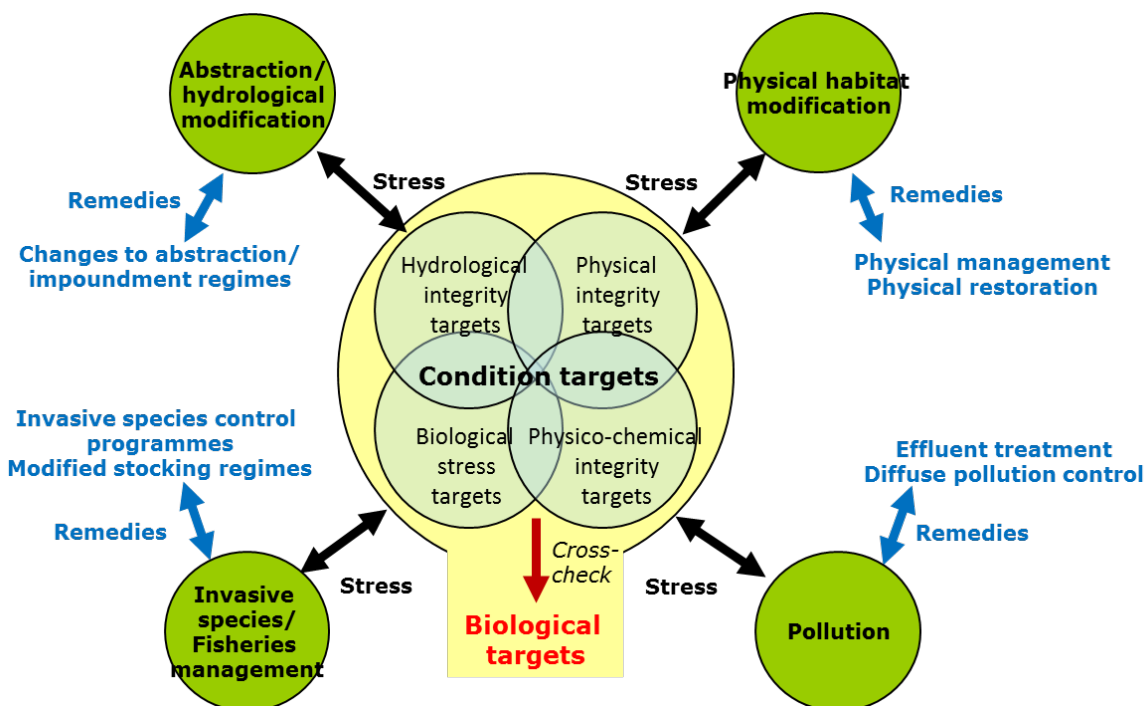 Abstraction/
hydrological
modification
Physical habitat
modification
Stress
Stress
Remedies
Remedies
Changes to abstraction/
impoundment regimes
Physical management
Physical restoration
Hydrological
integrity
targets
Physical
integrity
targets
Condition targets
Biological
stress
targets
Physico-chemical
integrity
targets
Invasive species control
programmes
Modified stocking regimes
Effluent treatment
Diffuse pollution control
Remedies
Remedies
Cross-
check
Stress
Stress
Invasive
species/
Fisheries
management
Biological
targets
Pollution